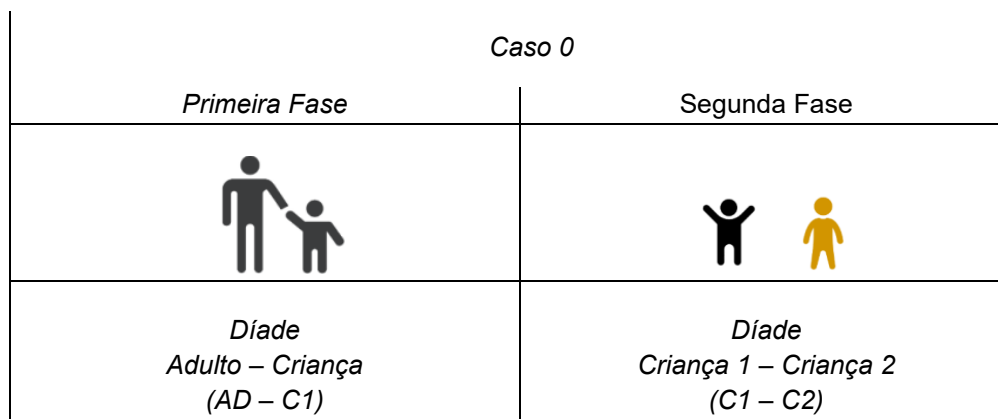 Caso 0
Primeira Fase
Segunda Fase
Díade
Adulto – Criança
(AD – C1)
Díade
Criança 1 – Criança 2
(C1 – C2)